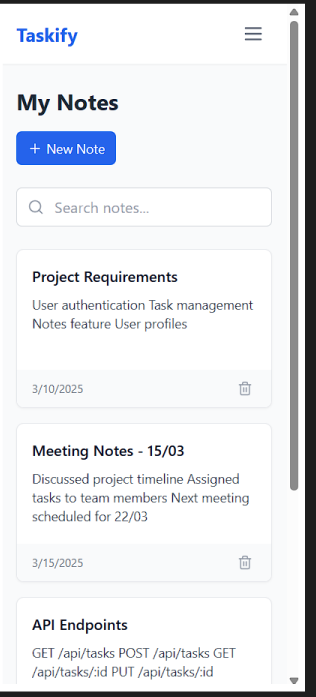 Taskify
My Notes
+ New Note
Search notes...
Project Requirements
User authentication Task management
Notes feature User profiles
3/10/2025
Meeting Notes - 15/03
Discussed project timeline Assigned
tasks to team members Next meeting
scheduled for 22/03
3/15/2025
API Endpoints
GET /api/tasks POST /api/tasks GET
/api/tasks/:id PUT /api/tasks/:id